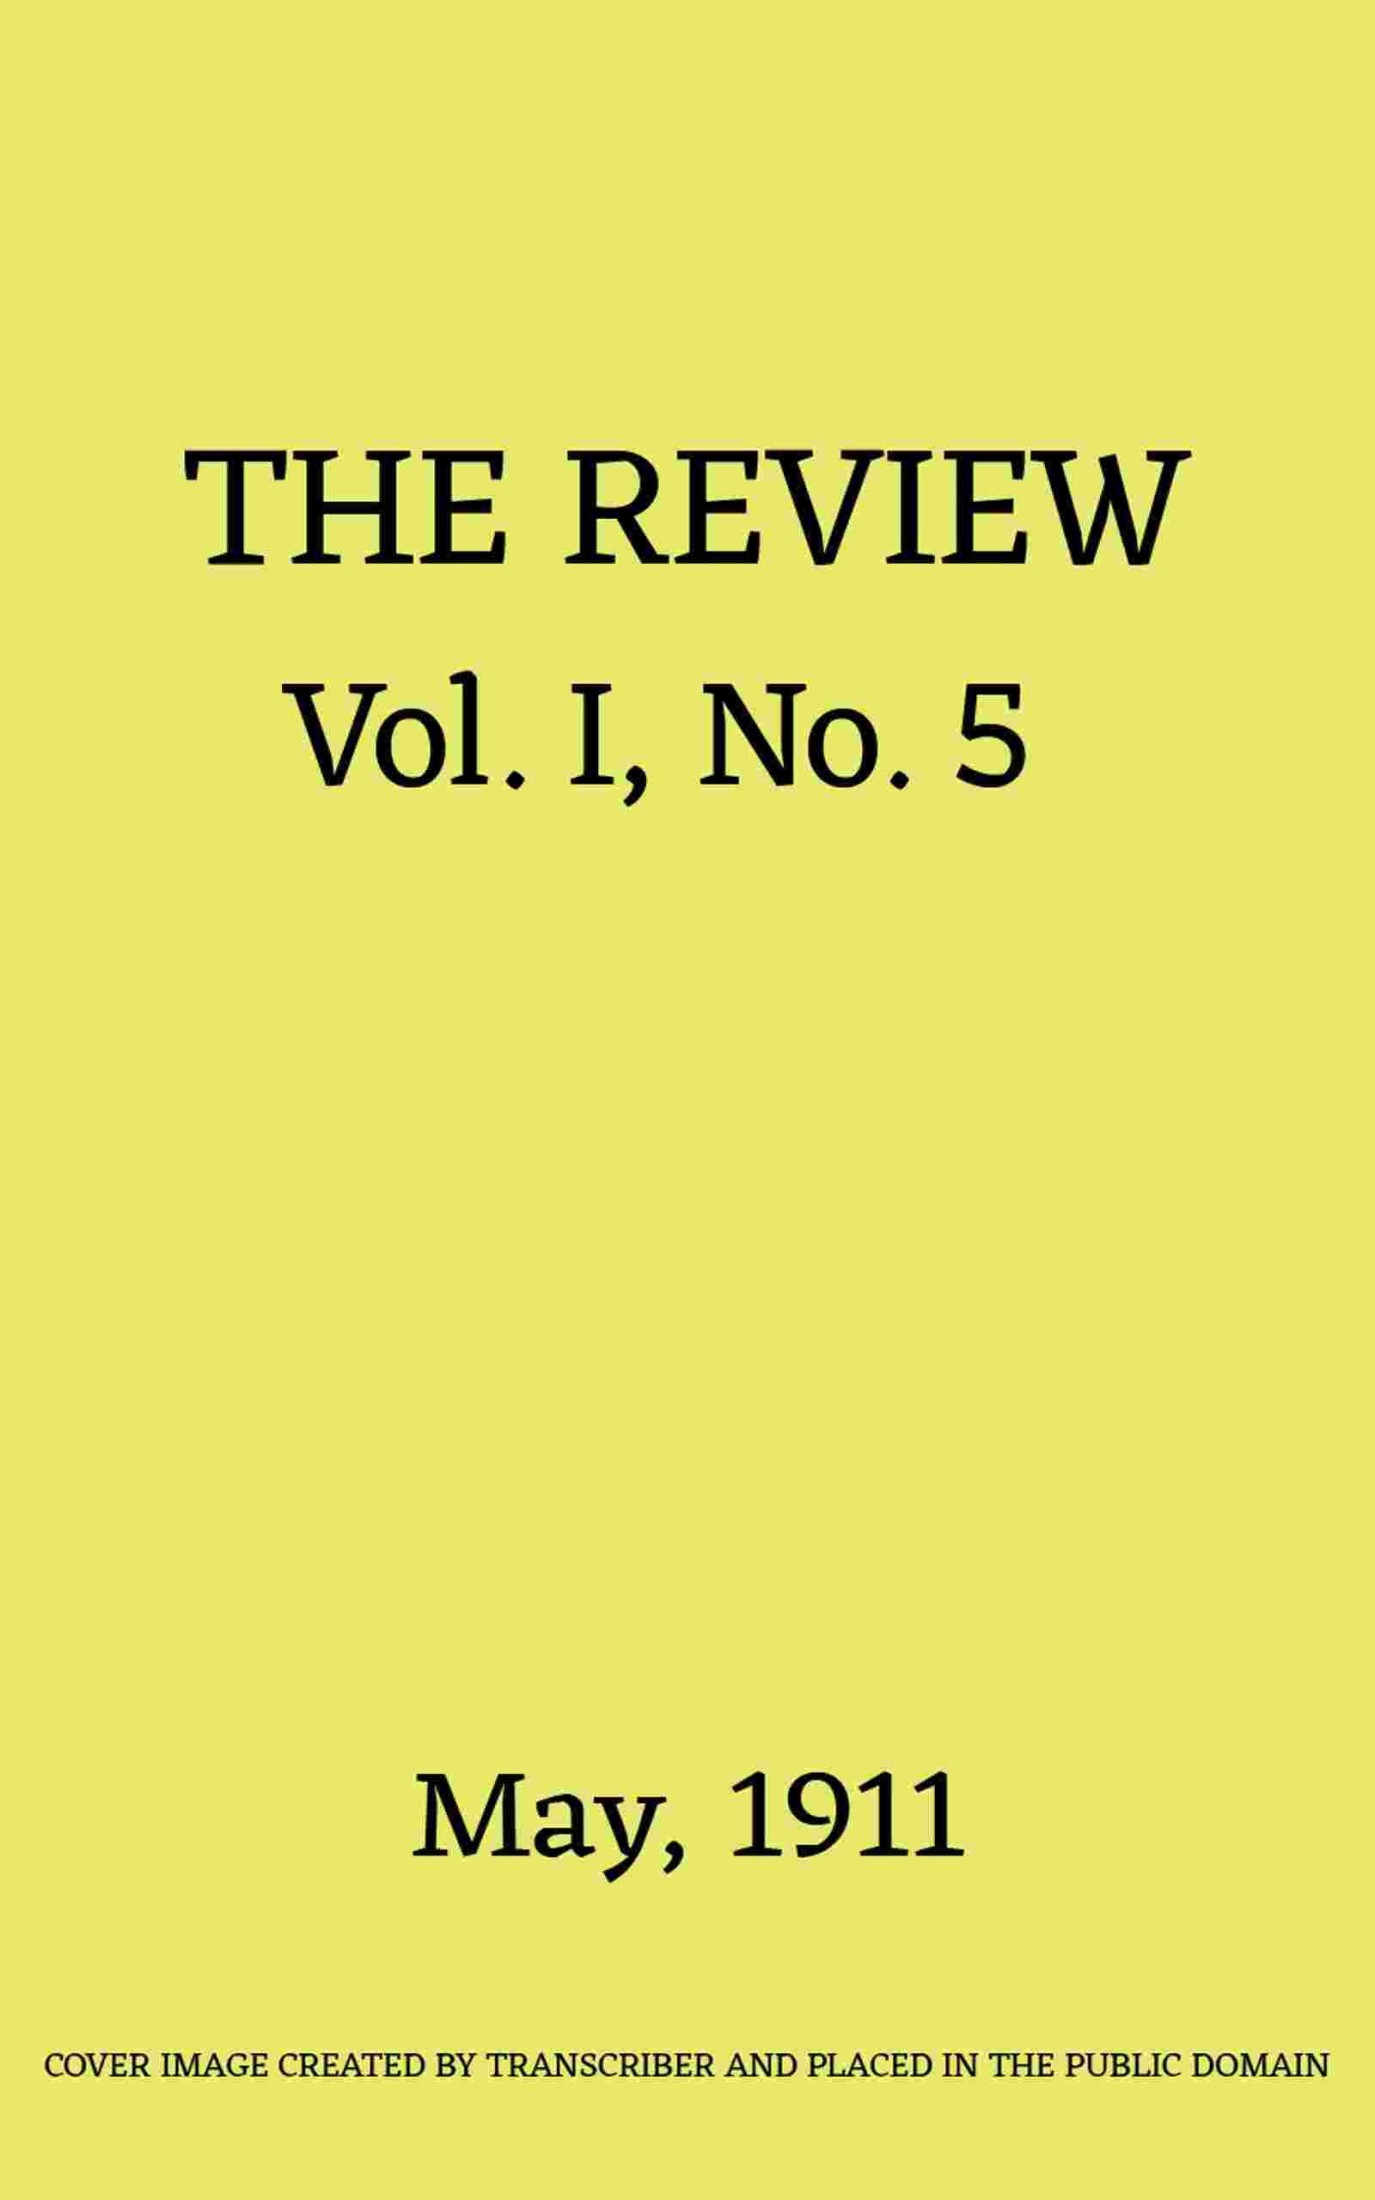 THE REVIEW
Vol. I, No. 5
May, 1911
COVER IMAGE CREATED BY TRANSCRIBER AND PLACED IN THE PUBLIC DOMAIN